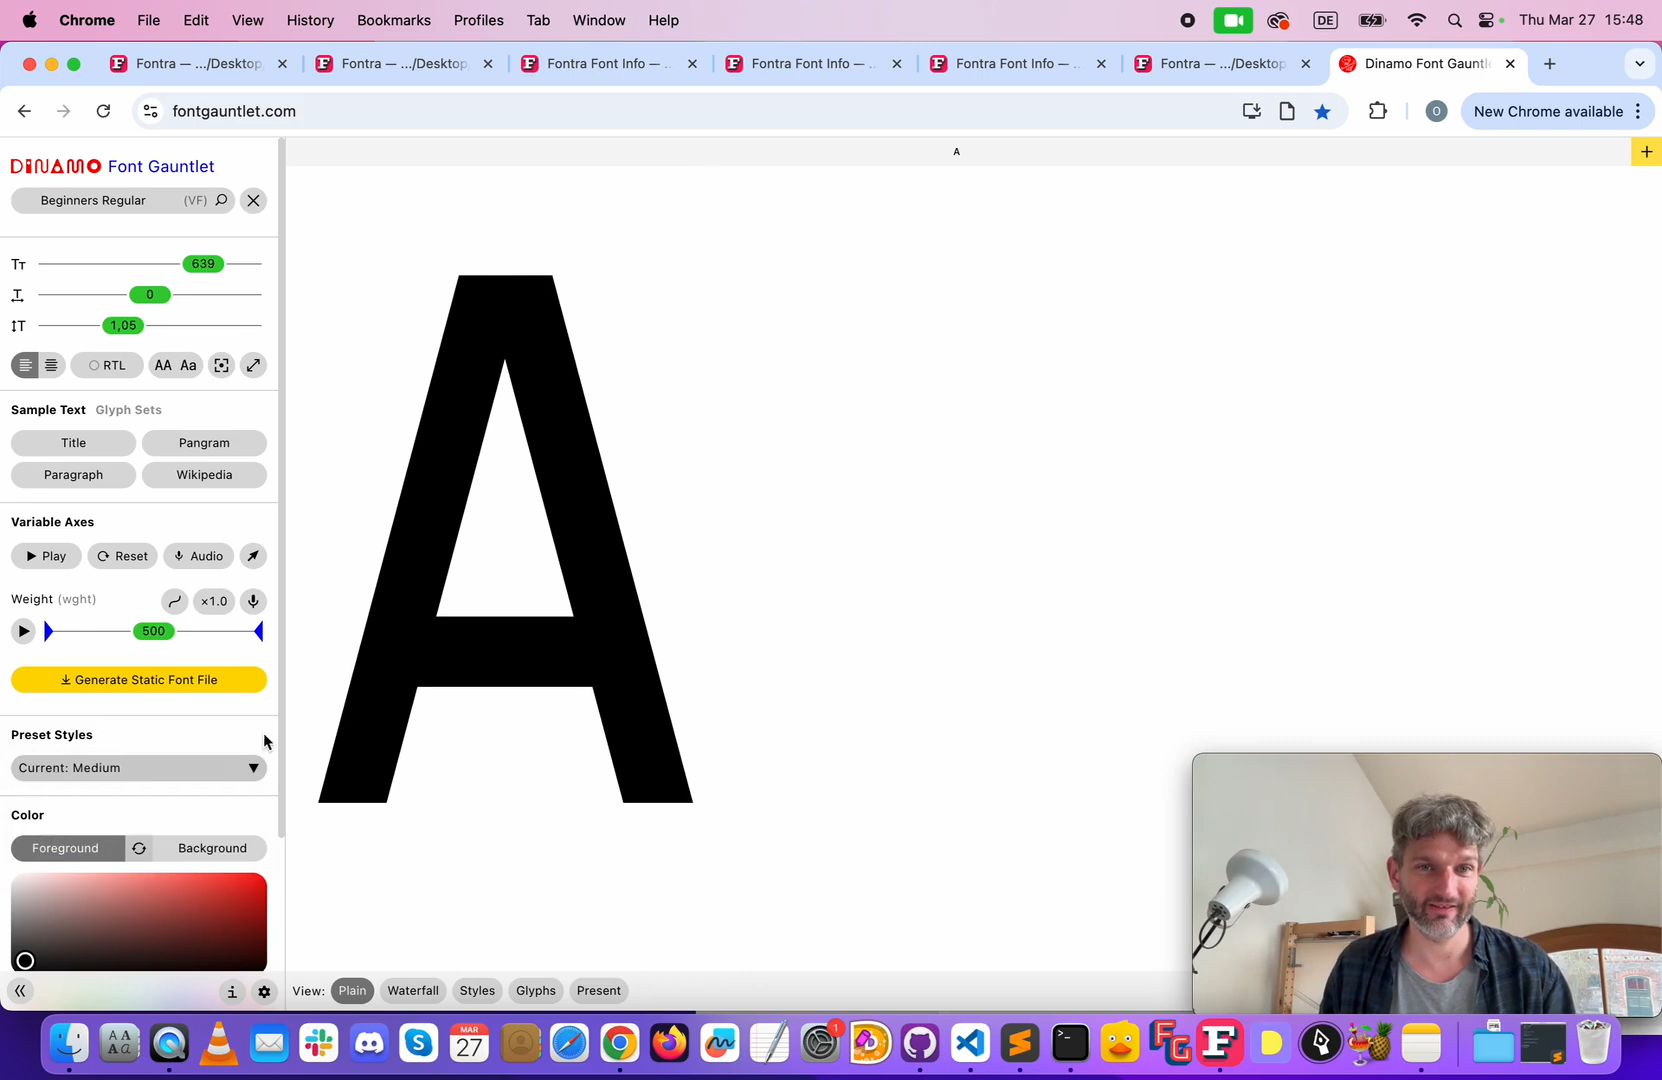 Chrome File Edit View History Bookmarks Profiles Tab Window Help DE Thu Mar 27 15:48
Fontra — .../Desktop Fontra — .../Desktop Fontra Font Info — ... Fontra Font Info — ... Fontra Font Info — ... Fontra — .../Desktop Dinamo Font Gauntl
fontgauntlet.com O New Chrome available
DINAMO Font Gauntlet
A
Beginners Regular (VF)
639
0
1,05
RTL AA Aa
Sample Text Glyph Sets
Title Pangram
Paragraph Wikipedia
Variable Axes
Play Reset Audio
Weight (wght) ×1.0
500
Generate Static Font File
Preset Styles
Current: Medium
Color
Foreground Background
A
View: Plain Waterfall Styles Glyphs Present
MAR
27
1